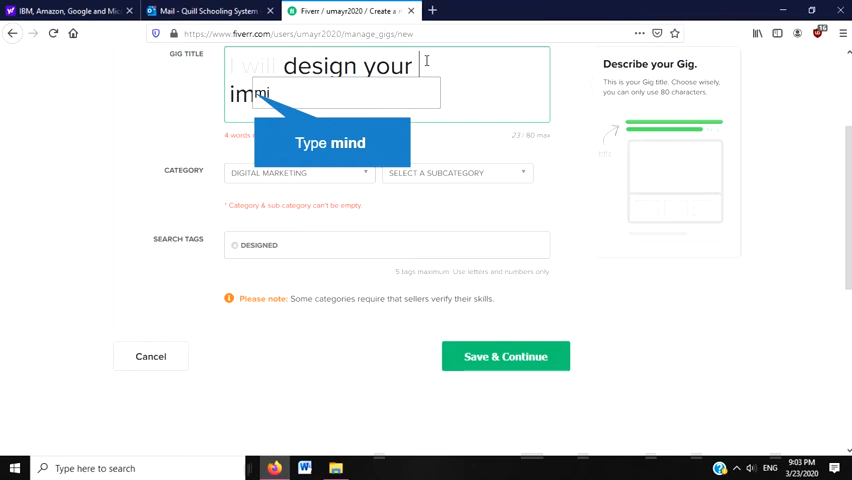 IBM, Amazon, Google and Mic
Mail - Quill Schooling System
Fiverr / umayr2020 / Create a n
https://www.fiverr.com/users/umayr2020/manage_gigs/new
16
GIG TITLE
I will design your
im
mi
Type mind
4 words
23 / 80 max
CATEGORY
DIGITAL MARKETING
SELECT A SUBCATEGORY
* Category & sub category can't be empty.
SEARCH TAGS
DESIGNED
5 tags maximum. Use letters and numbers only.
Please note: Some categories require that sellers verify their skills.
Cancel
Save & Continue
Describe your Gig.
This is your Gig title. Choose wisely,
you can only use 80 characters.
Type here to search
ENG
9:03 PM
3/23/2020